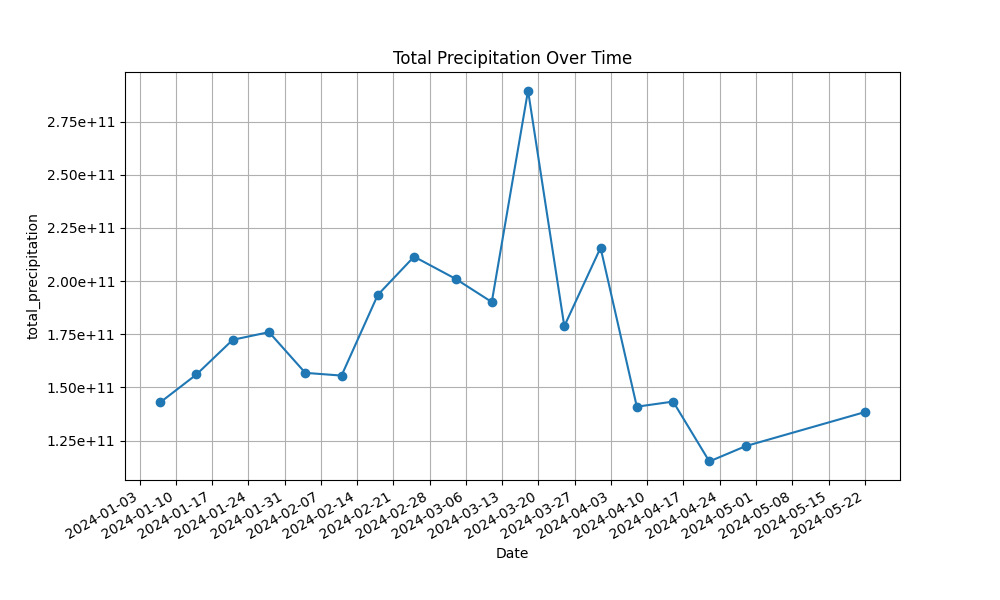 Total Precipitation Over Time
2.75e+11
2.50e+11
2.25e+11
2.00e+11
1.75e+11
1.50e+11
1.25e+11
total_precipitation
2024-01-03
2024-01-10
2024-01-17
2024-01-24
2024-01-31
2024-02-07
2024-02-14
2024-02-21
2024-02-28
2024-03-06
2024-03-13
2024-03-20
2024-03-27
2024-04-03
2024-04-10
2024-04-17
2024-04-24
2024-05-01
2024-05-08
2024-05-15
2024-05-22
Date